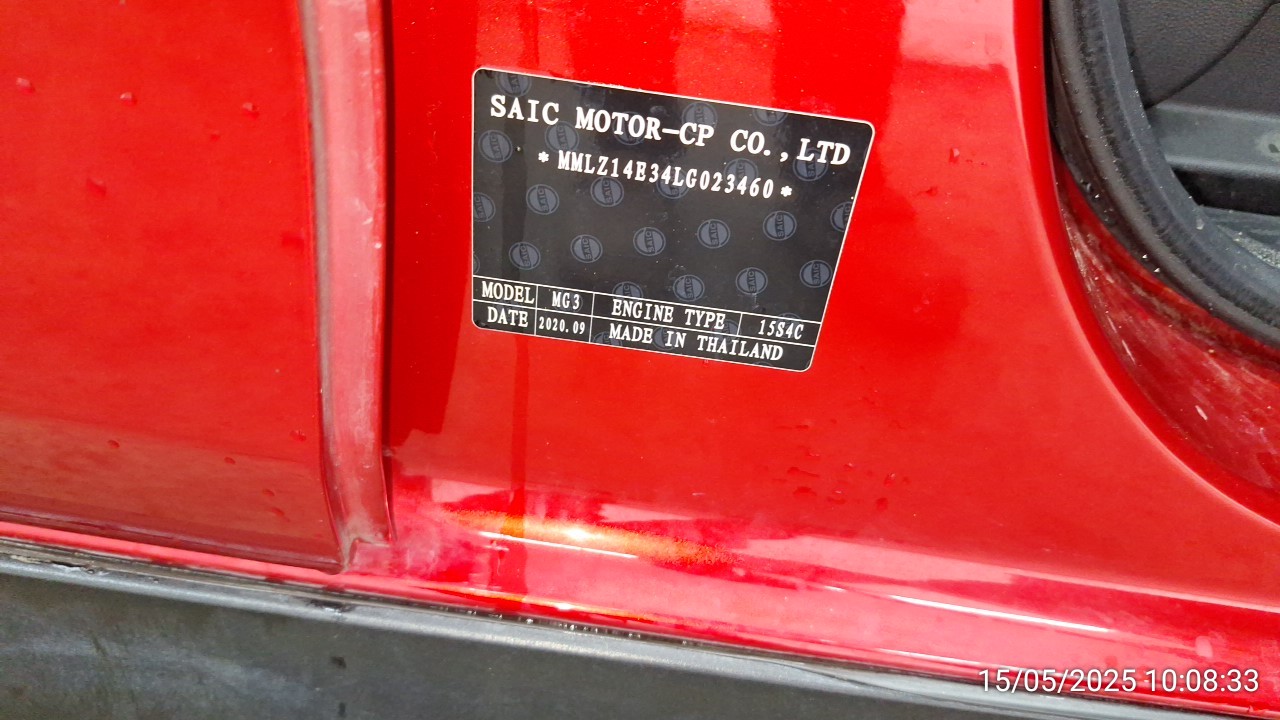 SAIC MOTOR-CP CO.,LTD
*MMLZ14E34LG023460*
MODEL MG3 ENGINE TYPE 15S4C
DATE 2020.09 MADE IN THAILAND
15/05/2025 10:08:33